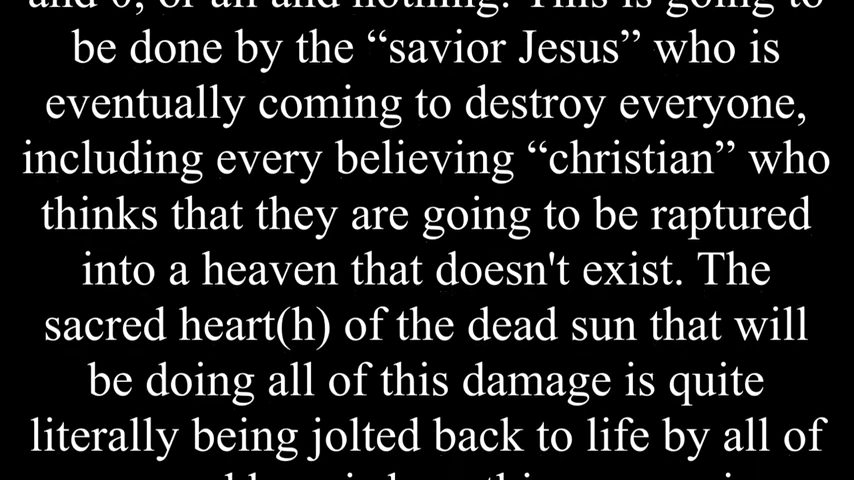 and 0, or all and nothing. This is going to
be done by the “savior Jesus” who is
eventually coming to destroy everyone,
including every believing “christian” who
thinks that they are going to be raptured
into a heaven that doesn't exist. The
sacred heart(h) of the dead sun that will
be doing all of this damage is quite
literally being jolted back to life by all of